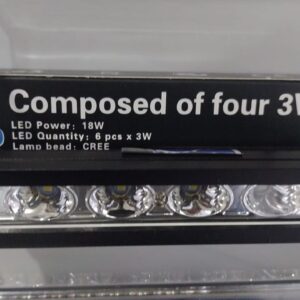 Composed of four 3W
LED Power: 18W
LED Quantity: 6 pcs x 3W
Lamp bead: CREE